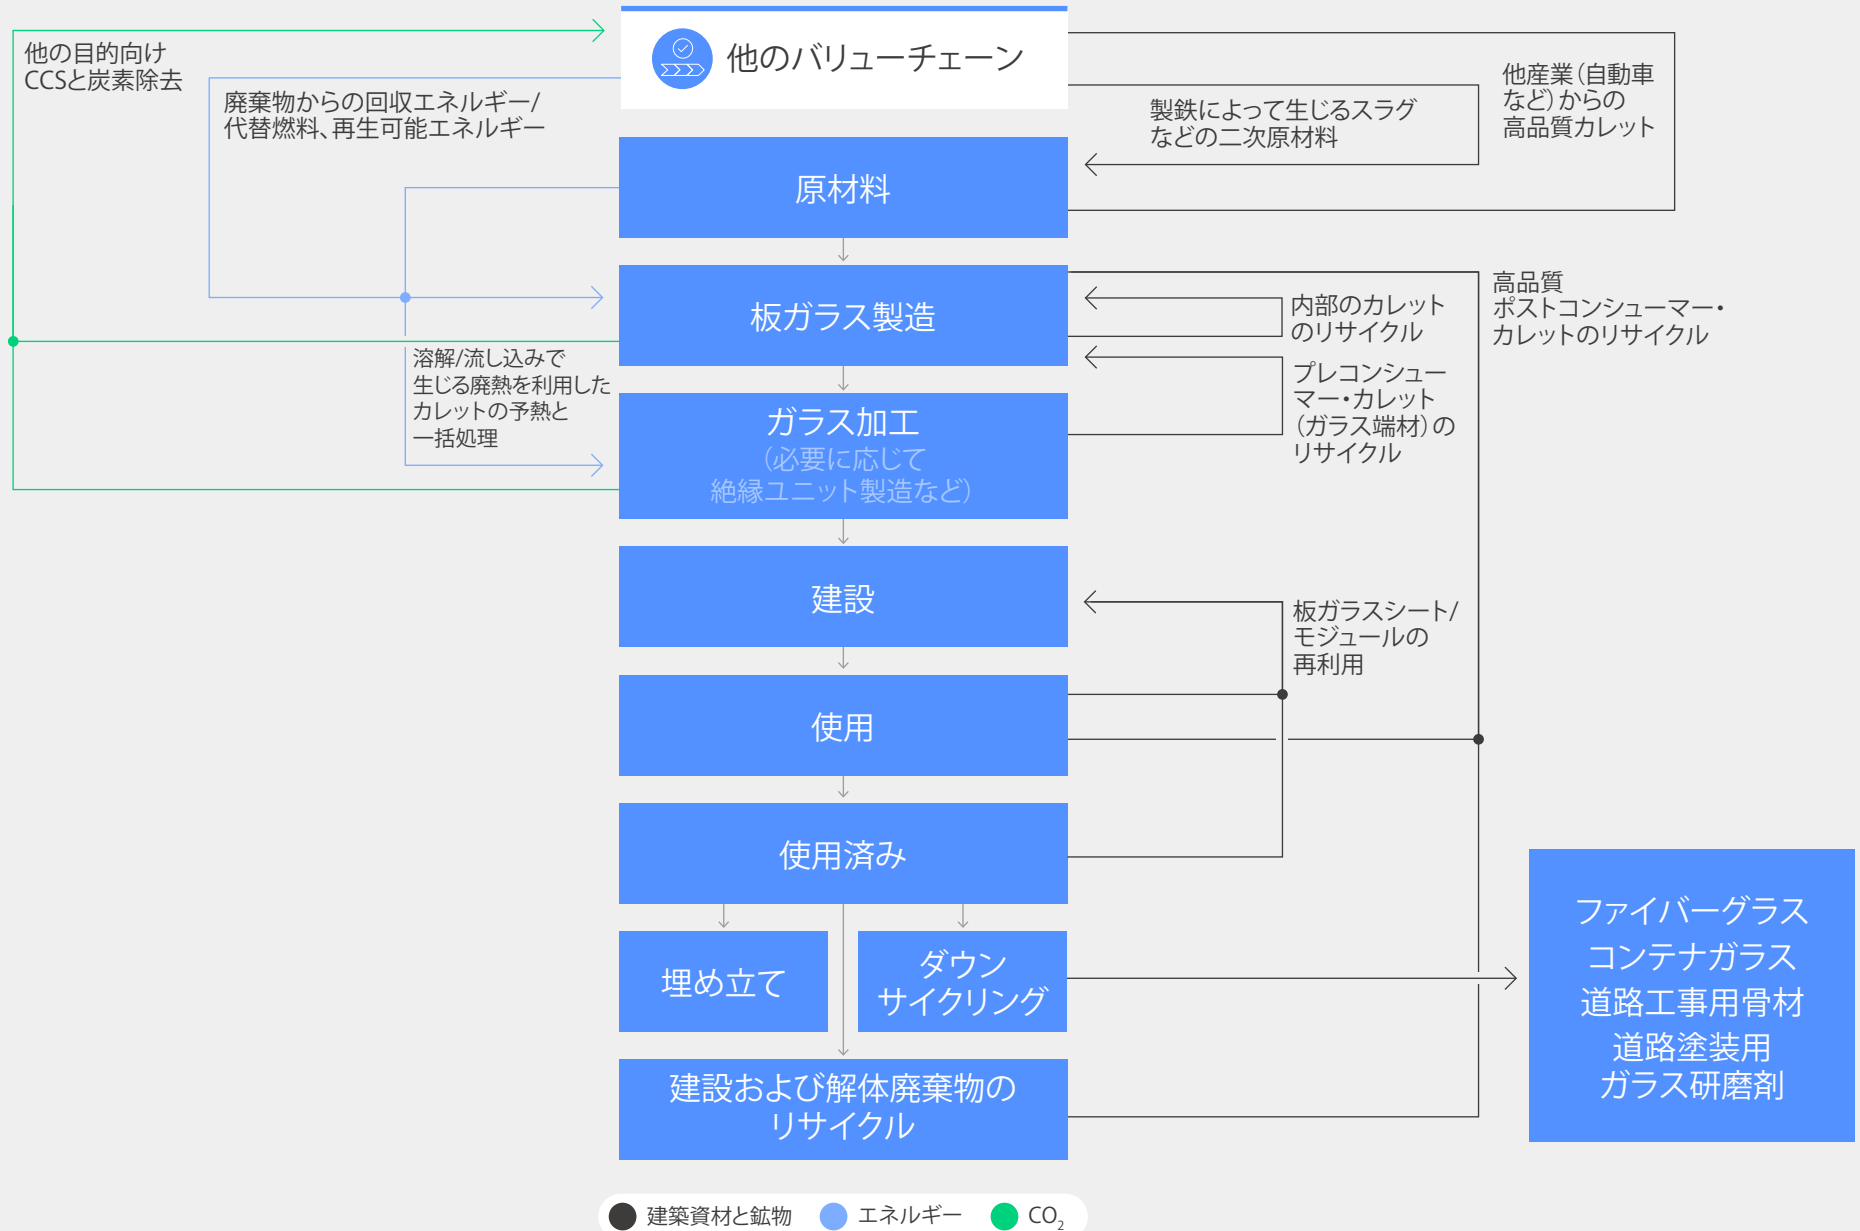 他のバリューチェーン
他の目的向け
CCSと炭素除去
廃棄物からの回収エネルギー/
代替燃料、再生可能エネルギー
製鉄によって生じるスラグ
などの二次原材料
他産業(自動車
など)からの
高品質カレット
原材料
板ガラス製造
内部のカレット
のリサイクル
高品質
ポストコンシューマー・
カレットのリサイクル
溶解/流し込みで
生じる廃熱を利用した
カレットの予熱と
一括処理
プレコンシュー
マー・カレット
(ガラス端材)の
リサイクル
ガラス加工
(必要に応じて
絶縁ユニット製造など)
建設
板ガラスシート/
モジュールの
再利用
使用
使用済み
埋め立て
ダウン
サイクリング
ファイバーグラス
コンテナガラス
道路工事用骨材
道路塗装用
ガラス研磨剤
建設および解体廃棄物の
リサイクル
建築資材と鉱物
エネルギー
CO₂